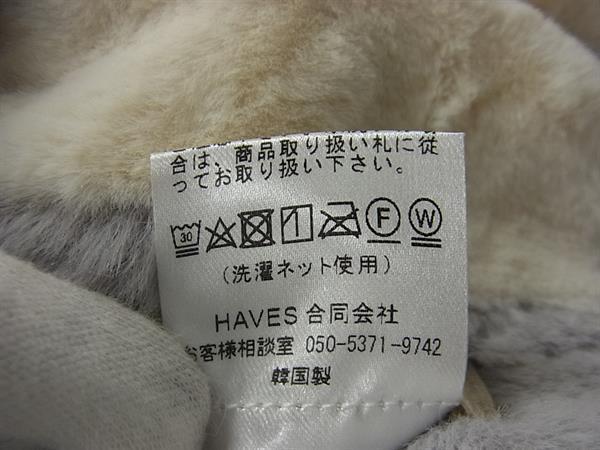 合は、商品取り扱い札に従
ってお取り扱い下さい。
30 F W
(洗濯ネット使用)
HAVES 合同会社
お客様相談室 050-5371-9742
韓国製